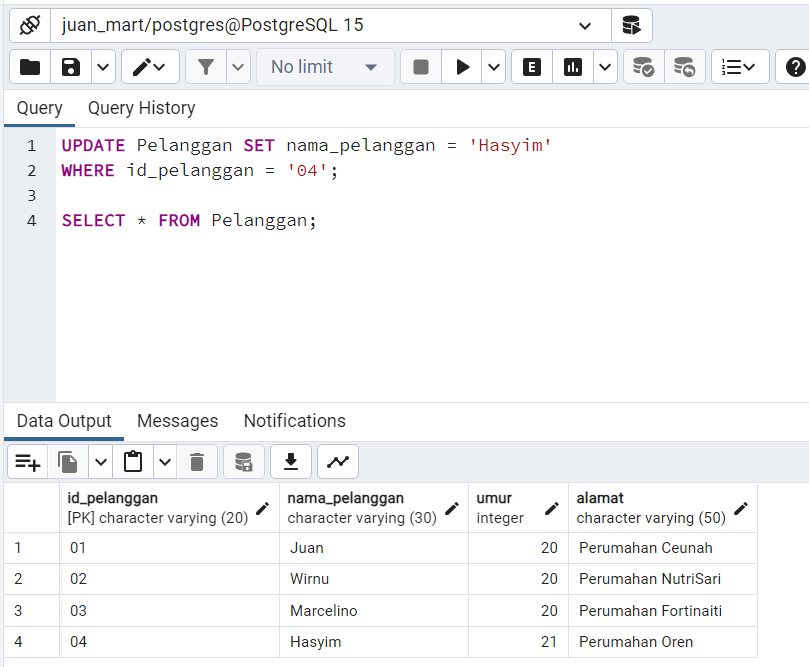 juan_mart/postgres@PostgreSQL 15
No limit
E
Query Query History
1 UPDATE Pelanggan SET nama_pelanggan = 'Hasyim'
2 WHERE id_pelanggan = '04';
3
4 SELECT * FROM Pelanggan;
Data Output Messages Notifications
id_pelanggan nama_pelanggan umur alamat
[PK] character varying (20) character varying (30) integer character varying (50)
1 01 Juan 20 Perumahan Ceunah
2 02 Wirnu 20 Perumahan NutriSari
3 03 Marcelino 20 Perumahan Fortinaiti
4 04 Hasyim 21 Perumahan Oren